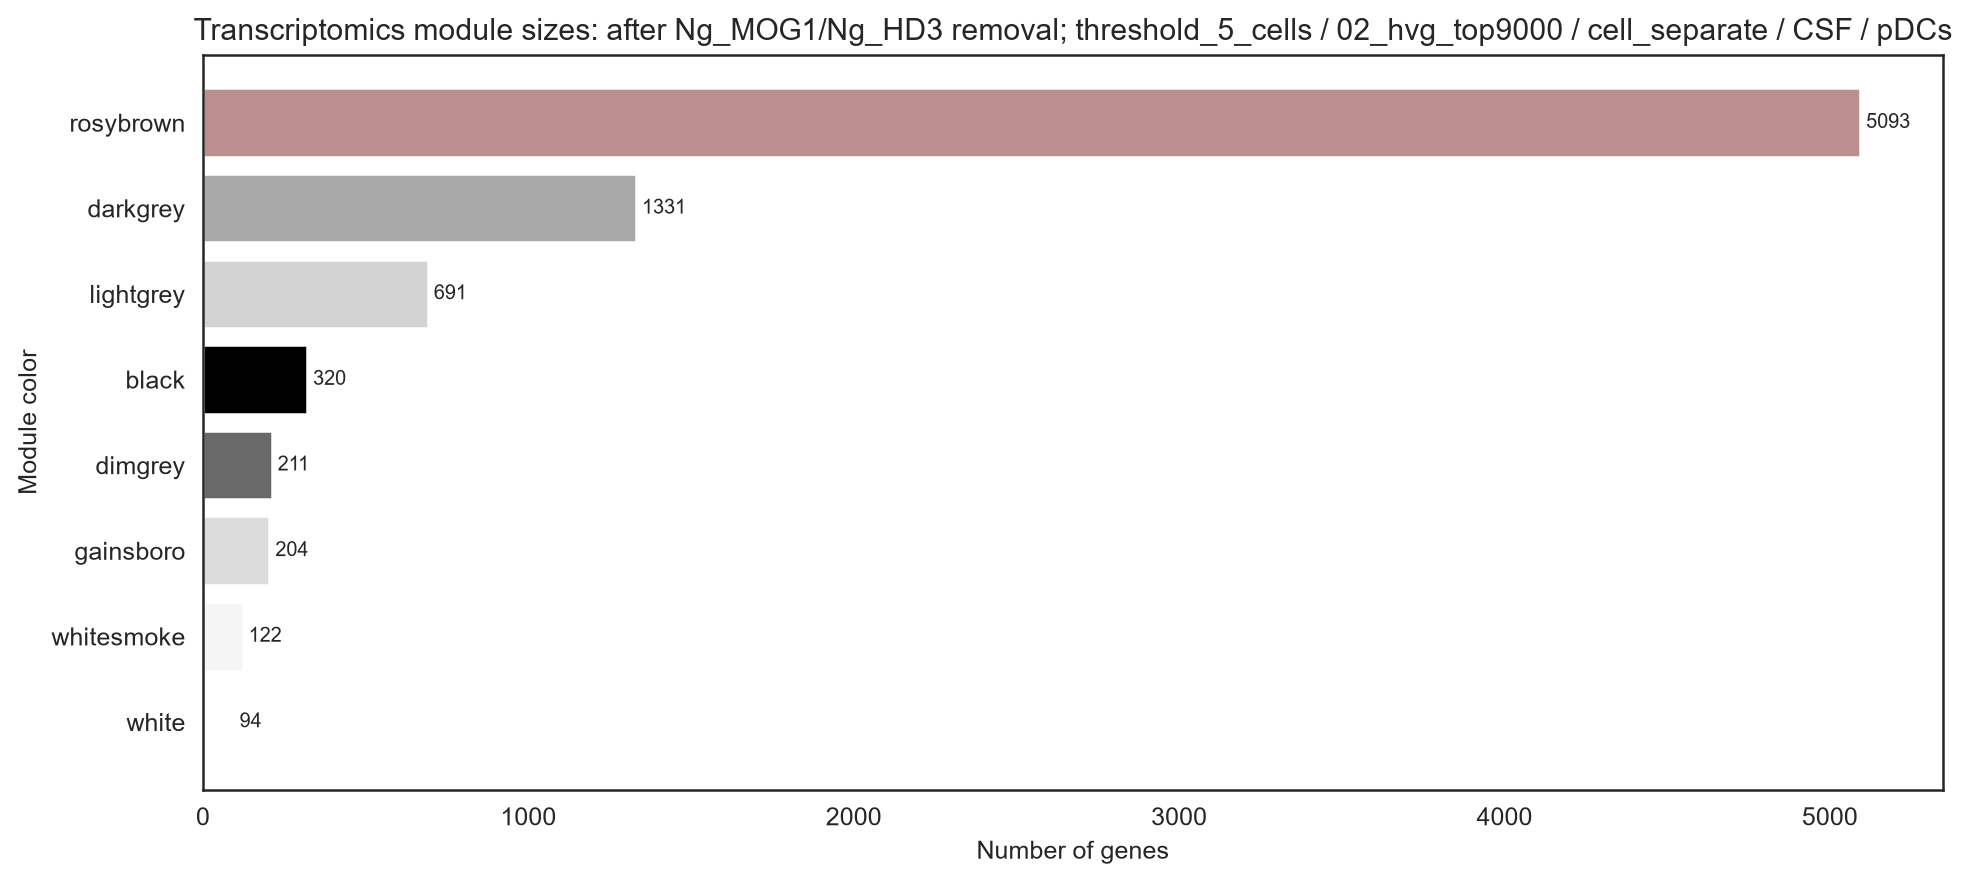 Transcriptomics module sizes: after Ng_MOG1/Ng_HD3 removal; threshold_5_cells / 02_hvg_top9000 / cell_separate / CSF / pDCs
Module color
rosybrown 5093
darkgrey 1331
lightgrey 691
black 320
dimgrey 211
gainsboro 204
whitesmoke 122
white 94
0 1000 2000 3000 4000 5000
Number of genes